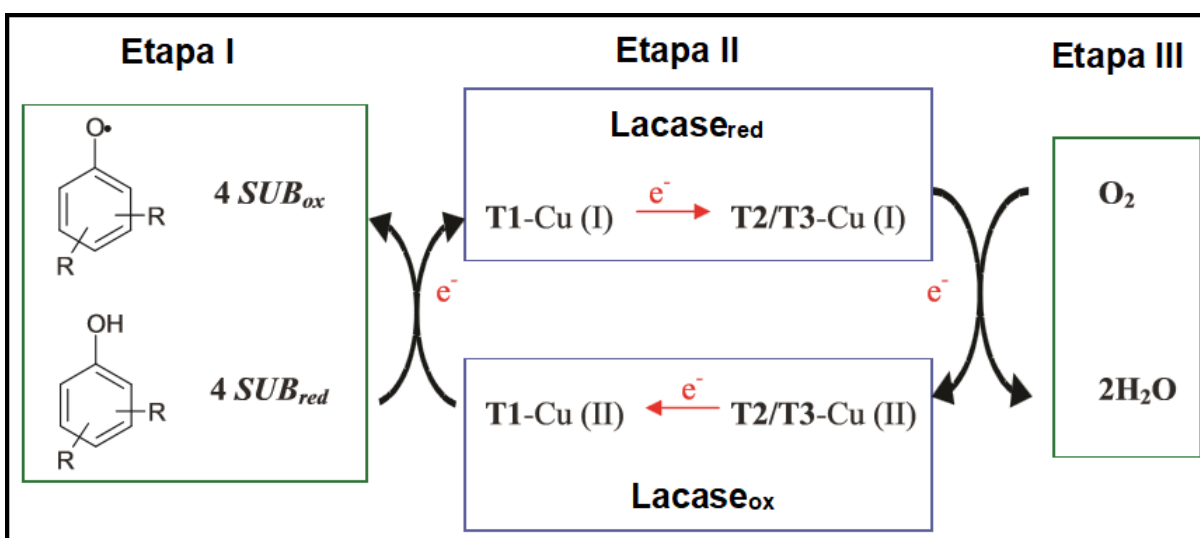 Etapa I
Etapa II
Etapa III
O•
4 SUBox
R
R
OH
4 SUBred
R
R
e-
Lacasered
T1-Cu (I) e- T2/T3-Cu (I)
T1-Cu (II) e- T2/T3-Cu (II)
Lacaseox
e-
O2
2H2O